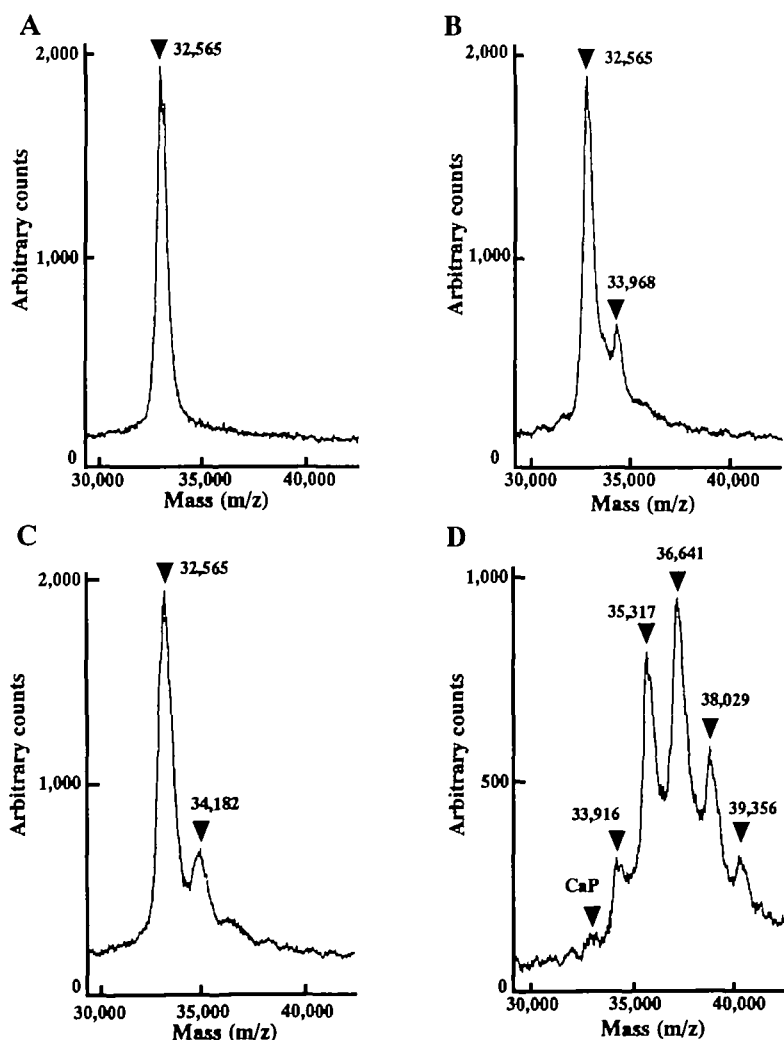 A
2,000
32,565
1,000
0
Arbitrary counts
30,000 35,000 40,000
Mass (m/z)
B
2,000
32,565
33,968
1,000
0
Arbitrary counts
30,000 35,000 40,000
Mass (m/z)
C
2,000
32,565
34,182
1,000
0
Arbitrary counts
30,000 35,000 40,000
Mass (m/z)
D
1,000
36,641
35,317
38,029
33,916
39,356
CaP
500
0
Arbitrary counts
30,000 35,000 40,000
Mass (m/z)